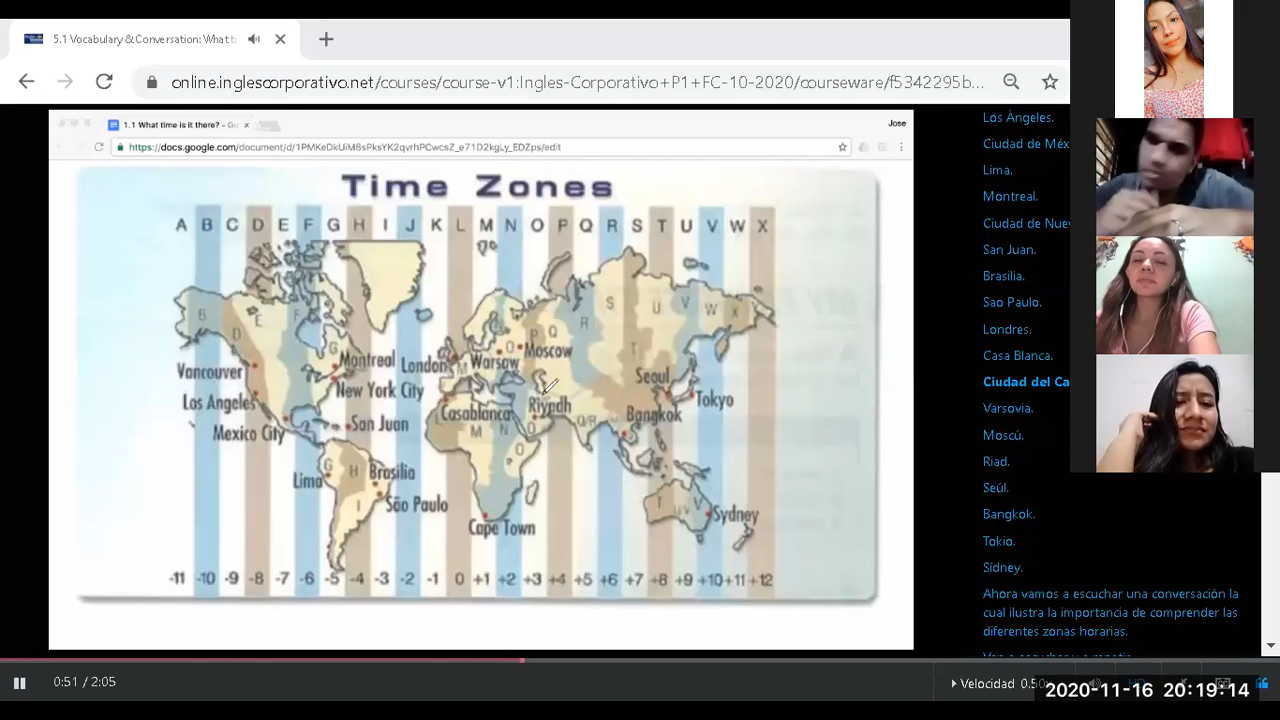 5.1 Vocabulary & Conversation: What ti
online.inglescorporativo.net/courses/course-v1:Ingles-Corporativo+P1+FC-10-2020/courseware/f5342295b...
1.1 What time is it there? - Go
Jose
https://docs.google.com/document/d/1PMKeDkUiM8sPksYK2qvrhPCwcsZ_e71D2kgLy_EDZps/edit
Time Zones
A B C D E F G H I J K L M N O P Q R S T U V W X
B D E F G
M O P Q R S T U V W X
Montreal London Warsaw Moscow
Vancouver
New York City
Seoul
Los Angeles
Casablanca Riyadh
Tokyo
Bangkok
Mexico City
San Juan
M N O Q/R
Lima G H Brasilia
I São Paulo
Cape Town
T U/V V Sydney
-11 -10 -9 -8 -7 -6 -5 -4 -3 -2 -1 0 +1 +2 +3 +4 +5 +6 +7 +8 +9 +10 +11 +12
Los Ángeles.
Ciudad de Méx
Lima.
Montreal.
Ciudad de Nuev
San Juan.
Brasilia.
Sao Paulo.
Londres.
Casa Blanca.
Ciudad del Ca
Varsovia.
Moscú.
Riad.
Seúl.
Bangkok.
Tokio.
Sídney.
Ahora vamos a escuchar una conversación la
cual ilustra la importancia de comprender las
diferentes zonas horarias.
0:51 / 2:05
Velocidad 0.50x
HD
2020-11-16 20:19:14